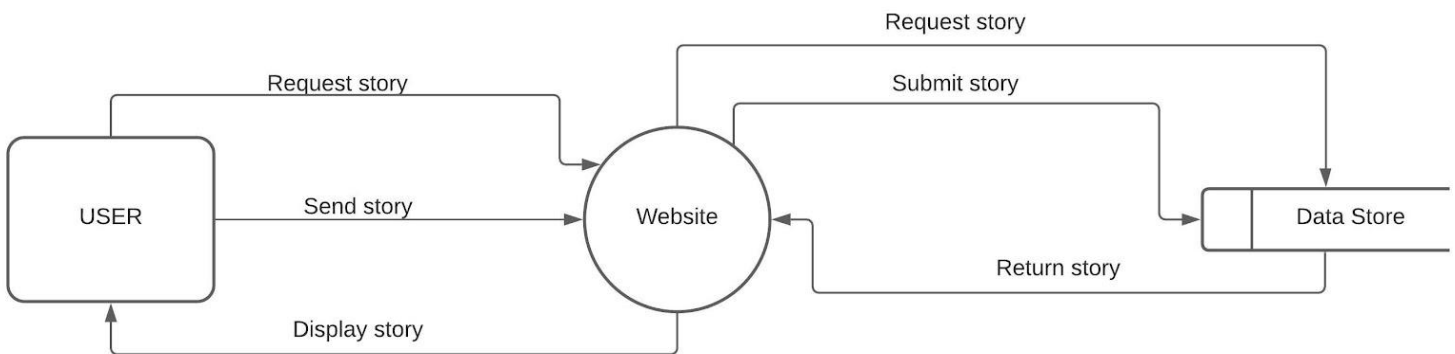 Request story
Request story
Submit story
USER
Send story
Website
Data Store
Return story
Display story